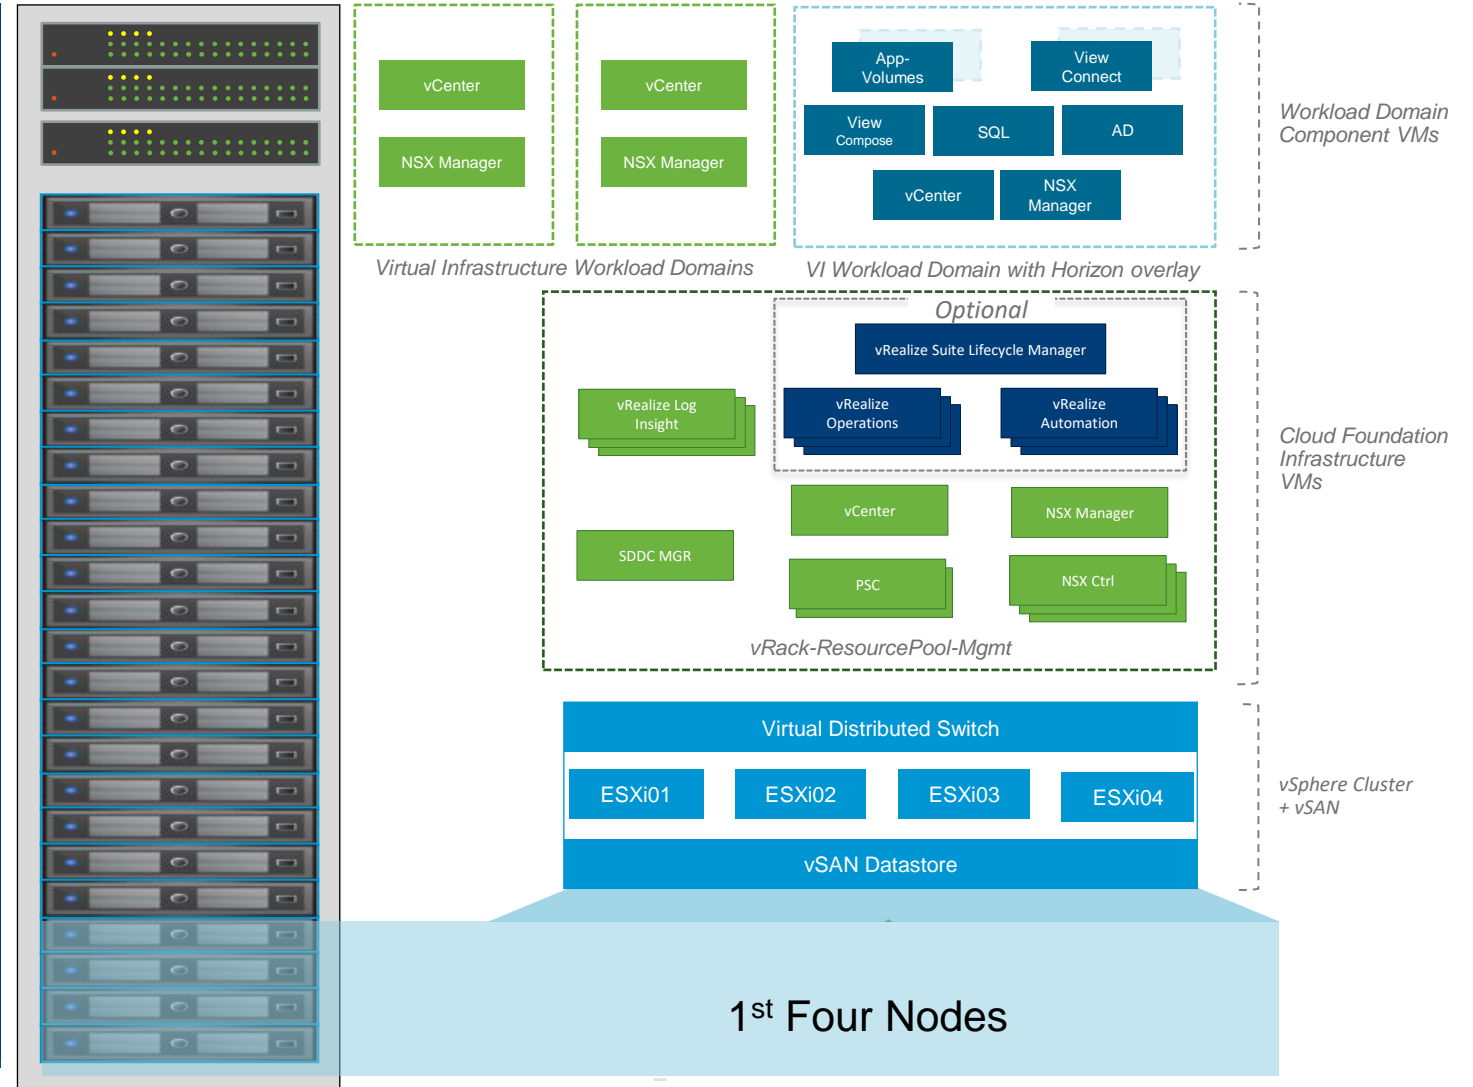 vCenter
NSX Manager
vCenter
NSX Manager
App-
Volumes
View
Connect
View
Compose
SQL
AD
vCenter
NSX
Manager
Workload Domain
Component VMs
Virtual Infrastructure Workload Domains
VI Workload Domain with Horizon overlay
Optional
vRealize Suite Lifecycle Manager
vRealize Log
Insight
vRealize
Operations
vRealize
Automation
vCenter
NSX Manager
SDDC MGR
PSC
NSX Ctrl
vRack-ResourcePool-Mgmt
Cloud Foundation
Infrastructure
VMs
Virtual Distributed Switch
ESXi01
ESXi02
ESXi03
ESXi04
vSAN Datastore
vSphere Cluster
+ vSAN
1st Four Nodes